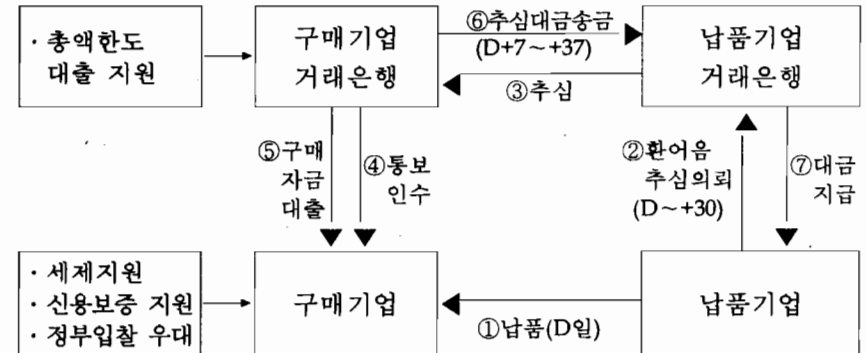 · 총액한도
대출 지원
구매기업
거래은행
⑥추심대금송금
(D+7～+37)
③추심
납품기업
거래은행
⑤구매
자금
대출
④통보
인수
②환어음
추심의뢰
(D～+30)
⑦대금
지급
· 세제지원
· 신용보증 지원
· 정부입찰 우대
구매기업
①납품(D일)
납품기업